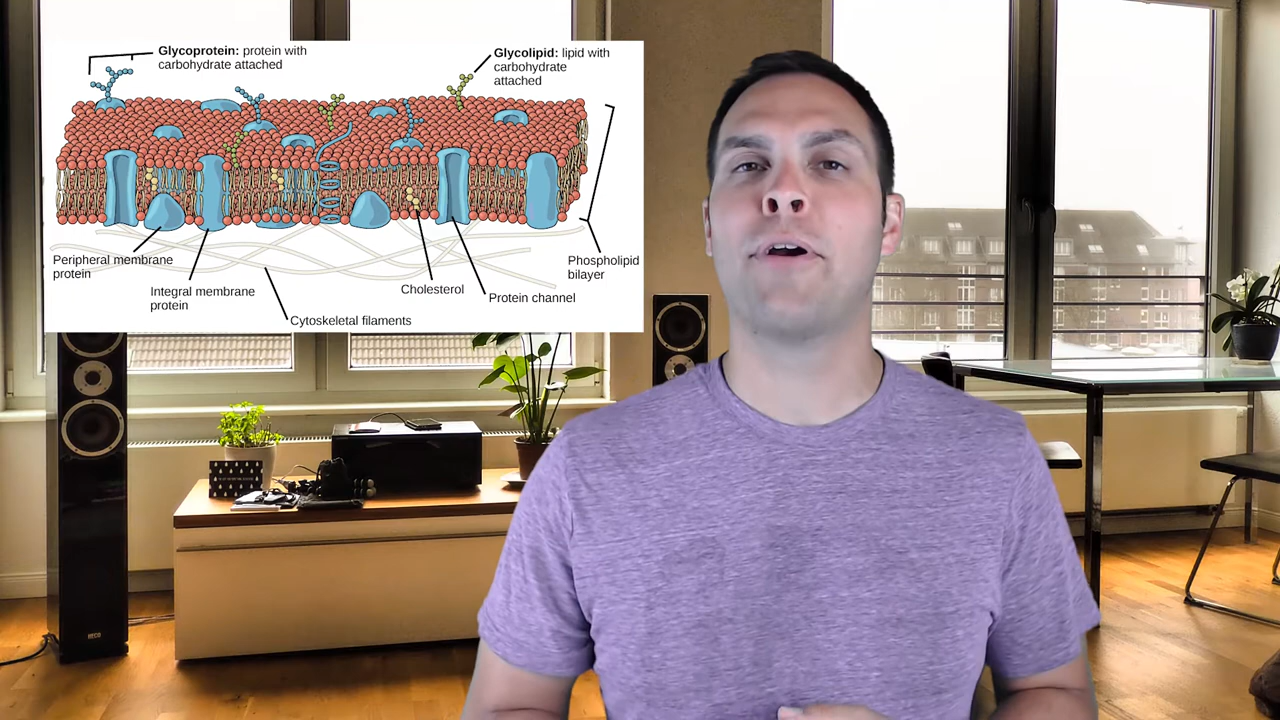 Glycoprotein: protein with
carbohydrate attached
Glycolipid: lipid with
carbohydrate
attached
Peripheral membrane
protein
Integral membrane
protein
Cytoskeletal filaments
Cholesterol
Protein channel
Phospholipid
bilayer
HECO